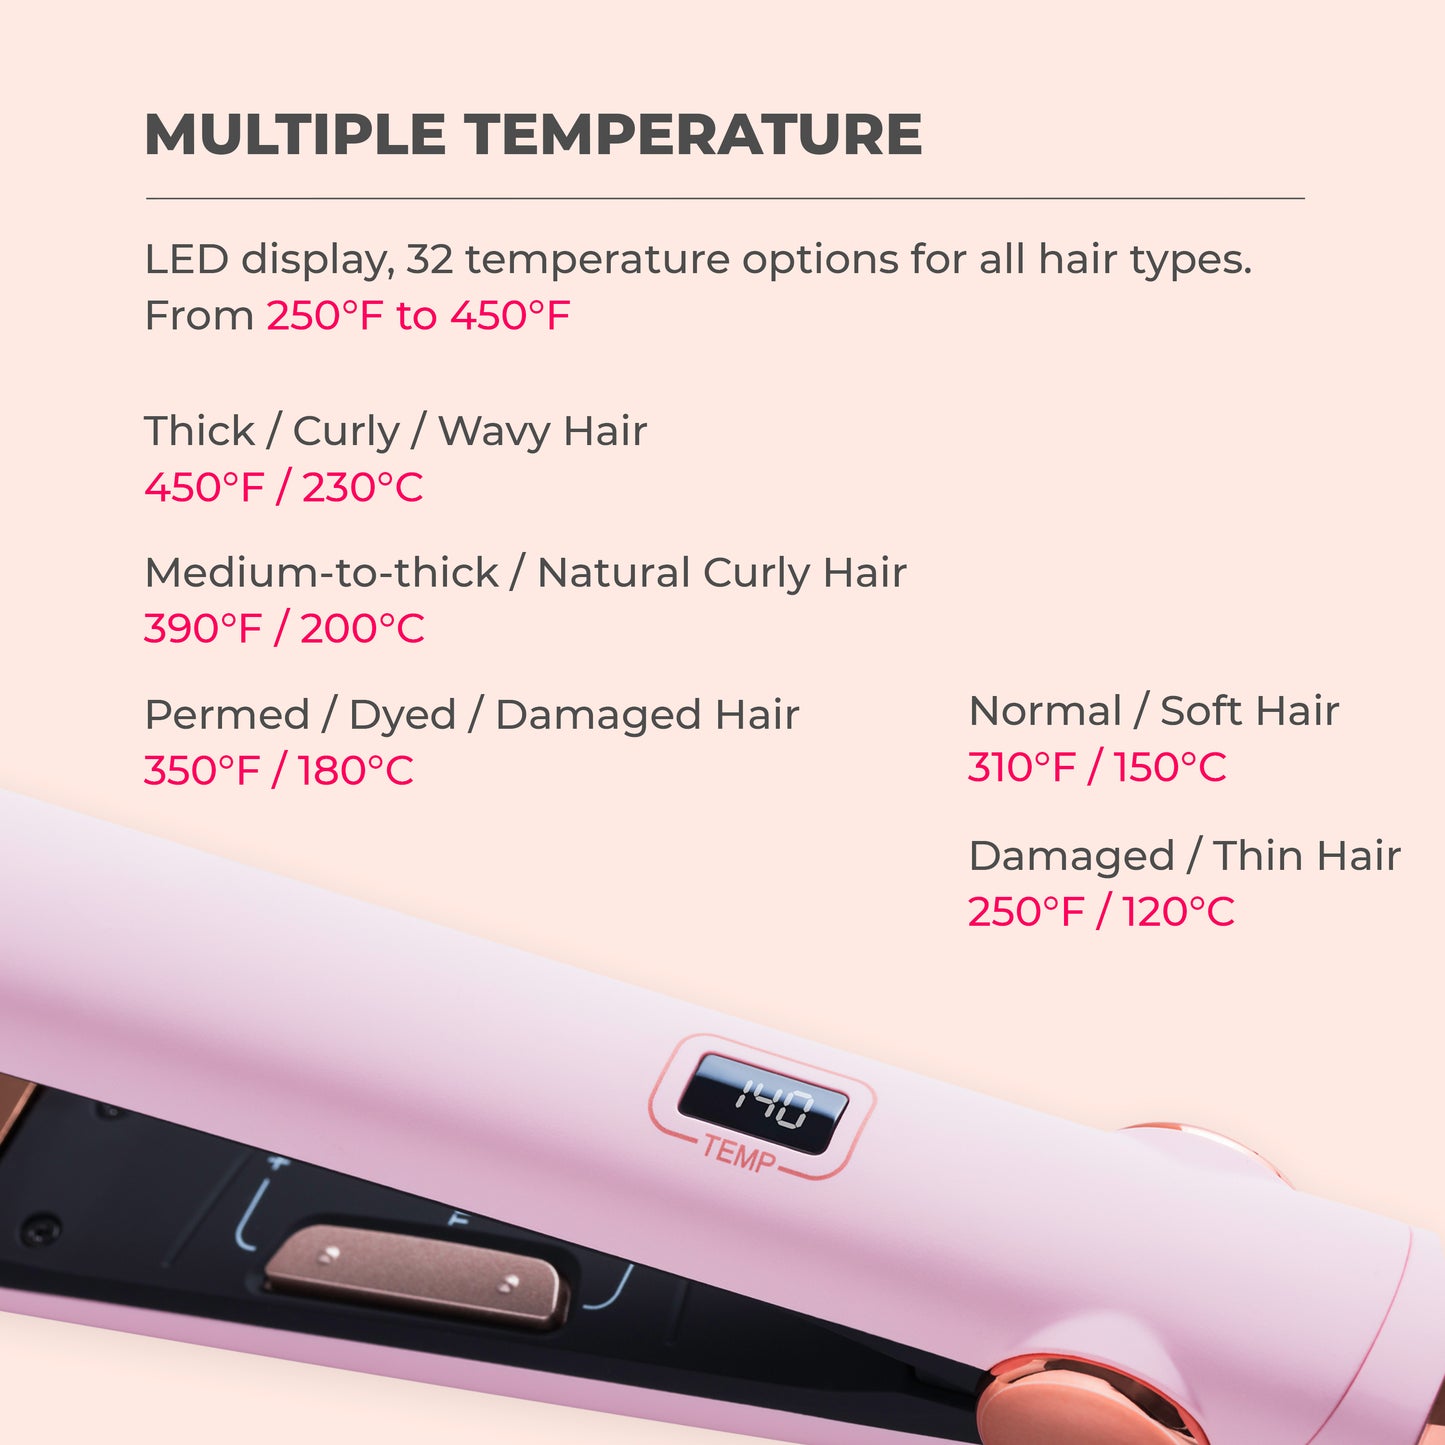 MULTIPLE TEMPERATURE
LED display, 32 temperature options for all hair types.
From 250°F to 450°F
Thick / Curly / Wavy Hair
450°F / 230°C
Medium-to-thick / Natural Curly Hair
390°F / 200°C
Permed / Dyed / Damaged Hair
350°F / 180°C
Normal / Soft Hair
310°F / 150°C
Damaged / Thin Hair
250°F / 120°C
140
TEMP
+